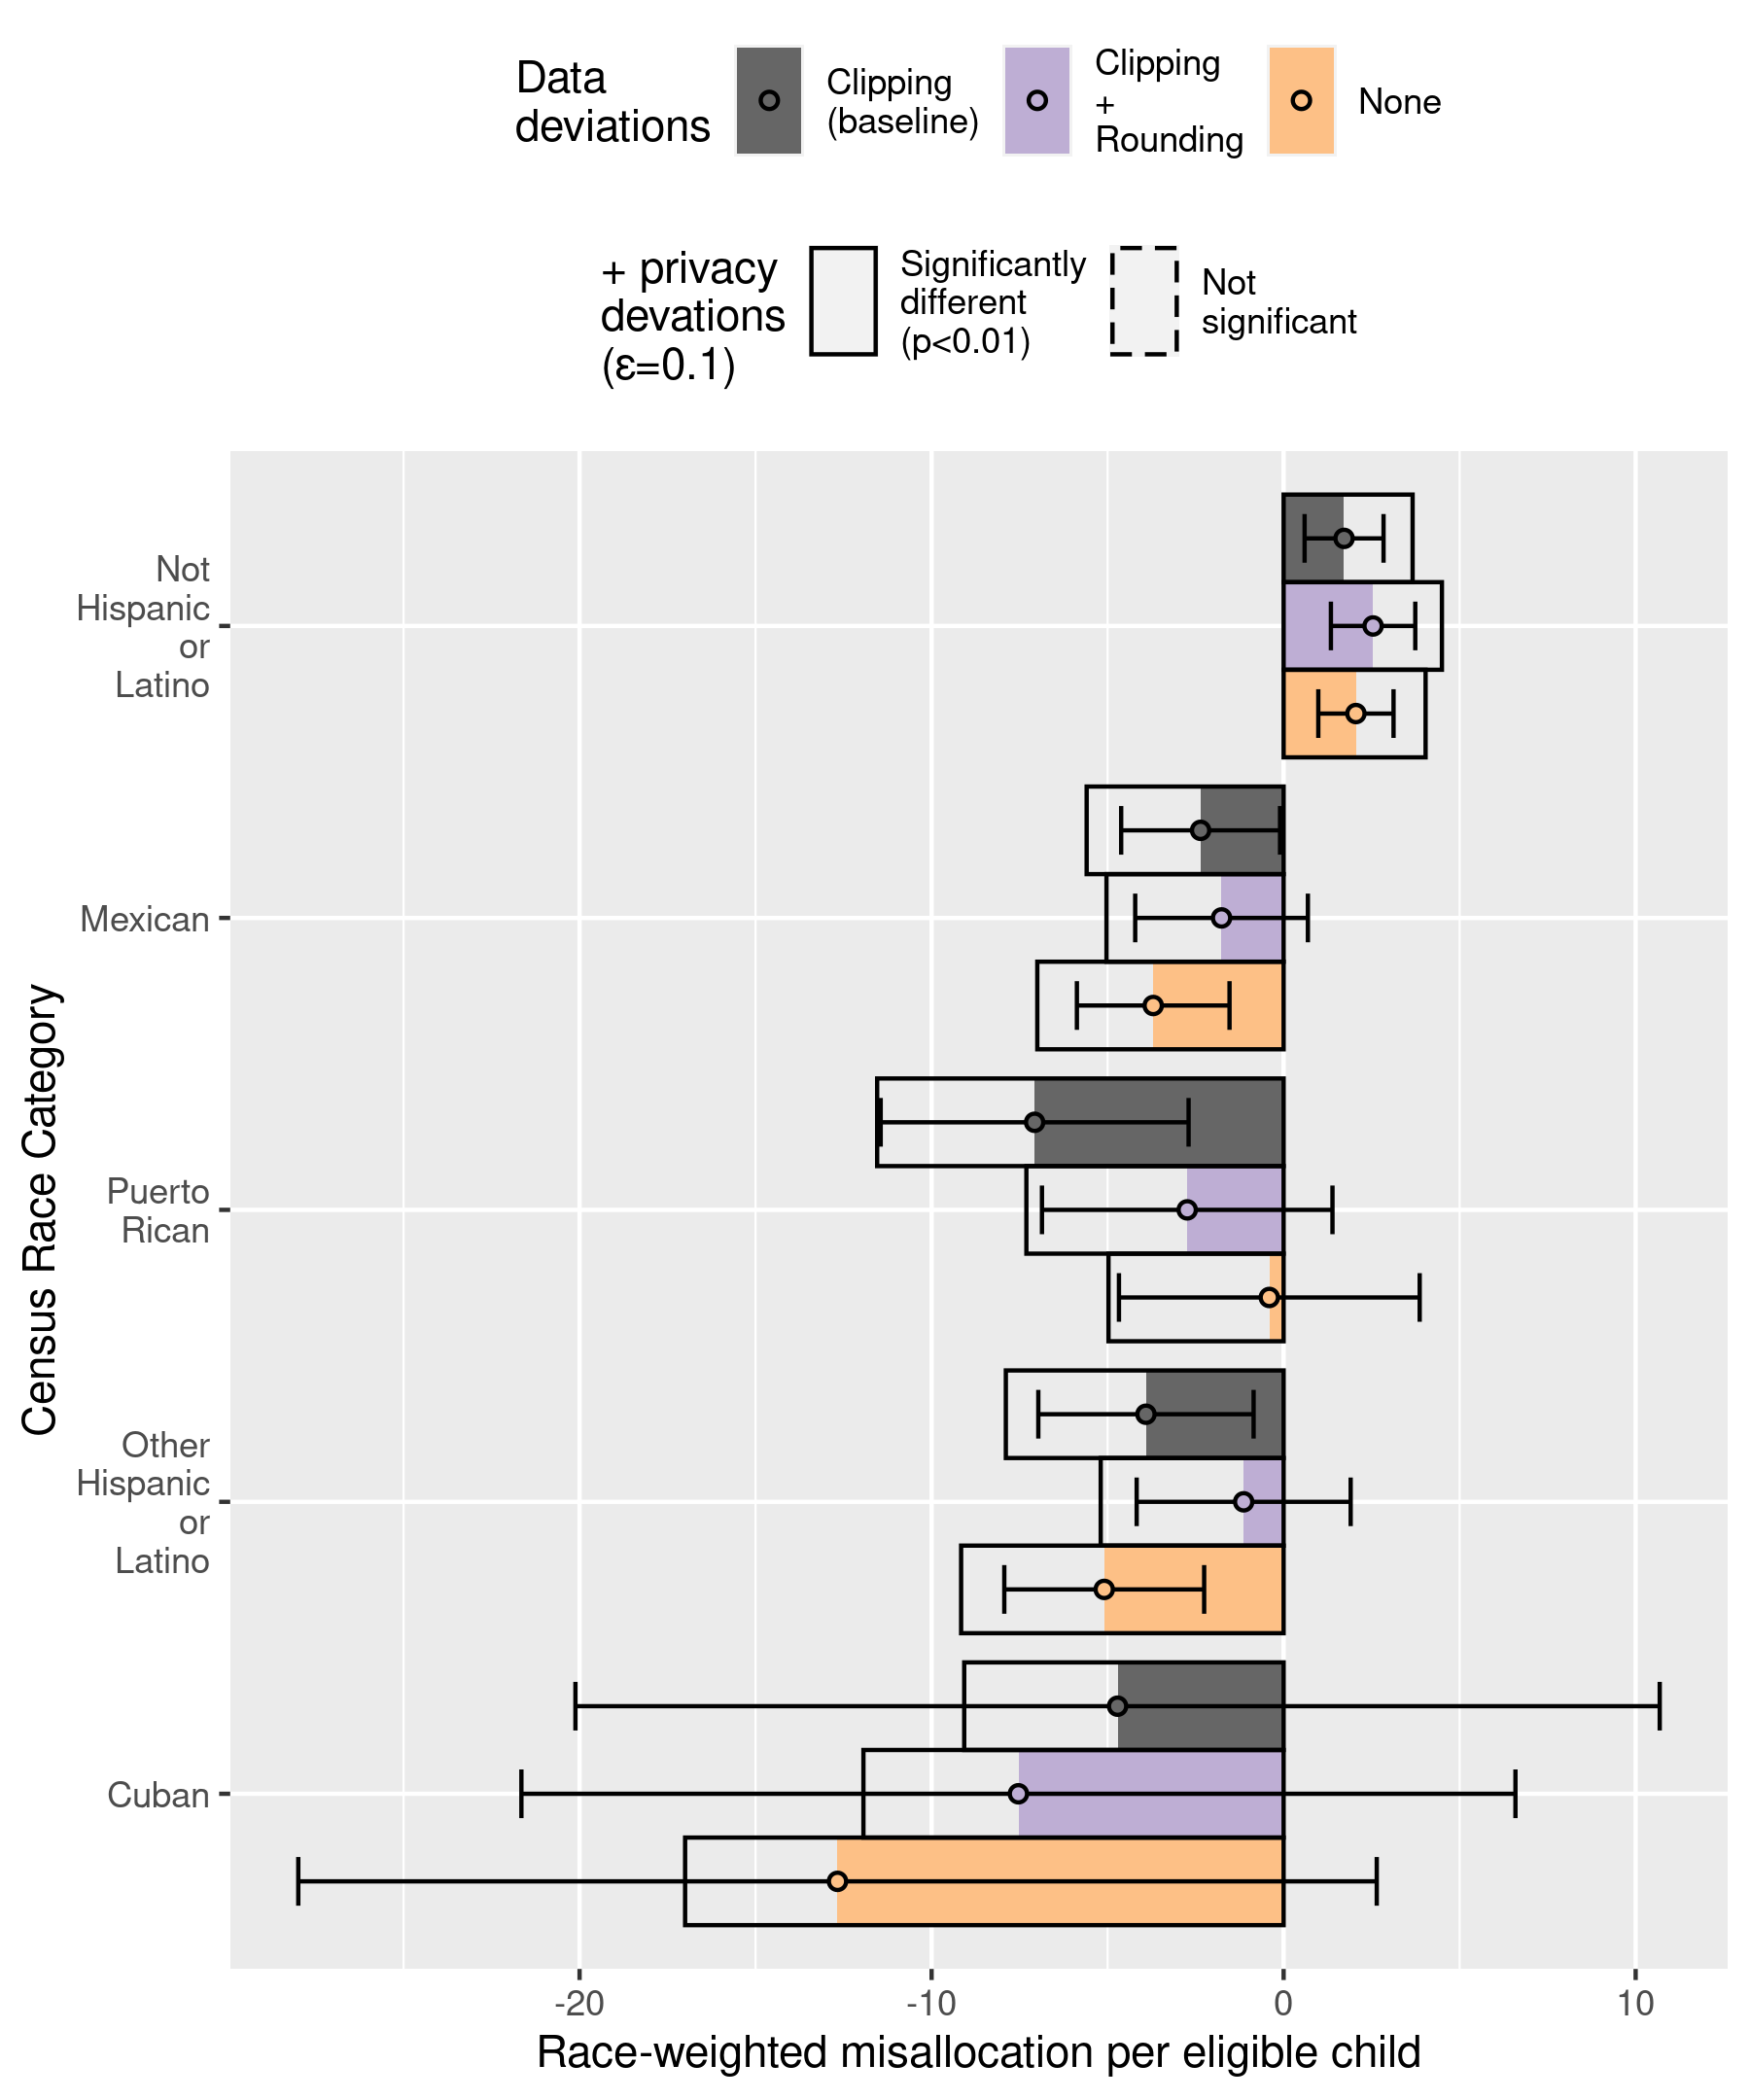 Data
deviations
Clipping
(baseline)
Clipping
+
Rounding
None
+ privacy
devations
(ε=0.1)
Significantly
different
(p<0.01)
Not
significant
Census Race Category
Not
Hispanic
or
Latino
Mexican
Puerto
Rican
Other
Hispanic
or
Latino
Cuban
-20
-10
0
10
Race-weighted misallocation per eligible child